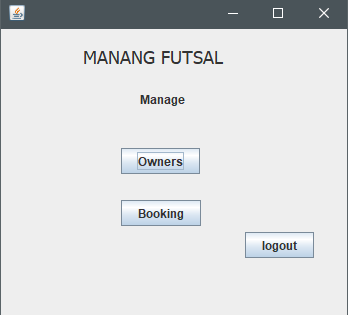 MANANG FUTSAL
Manage
Owners
Booking
logout